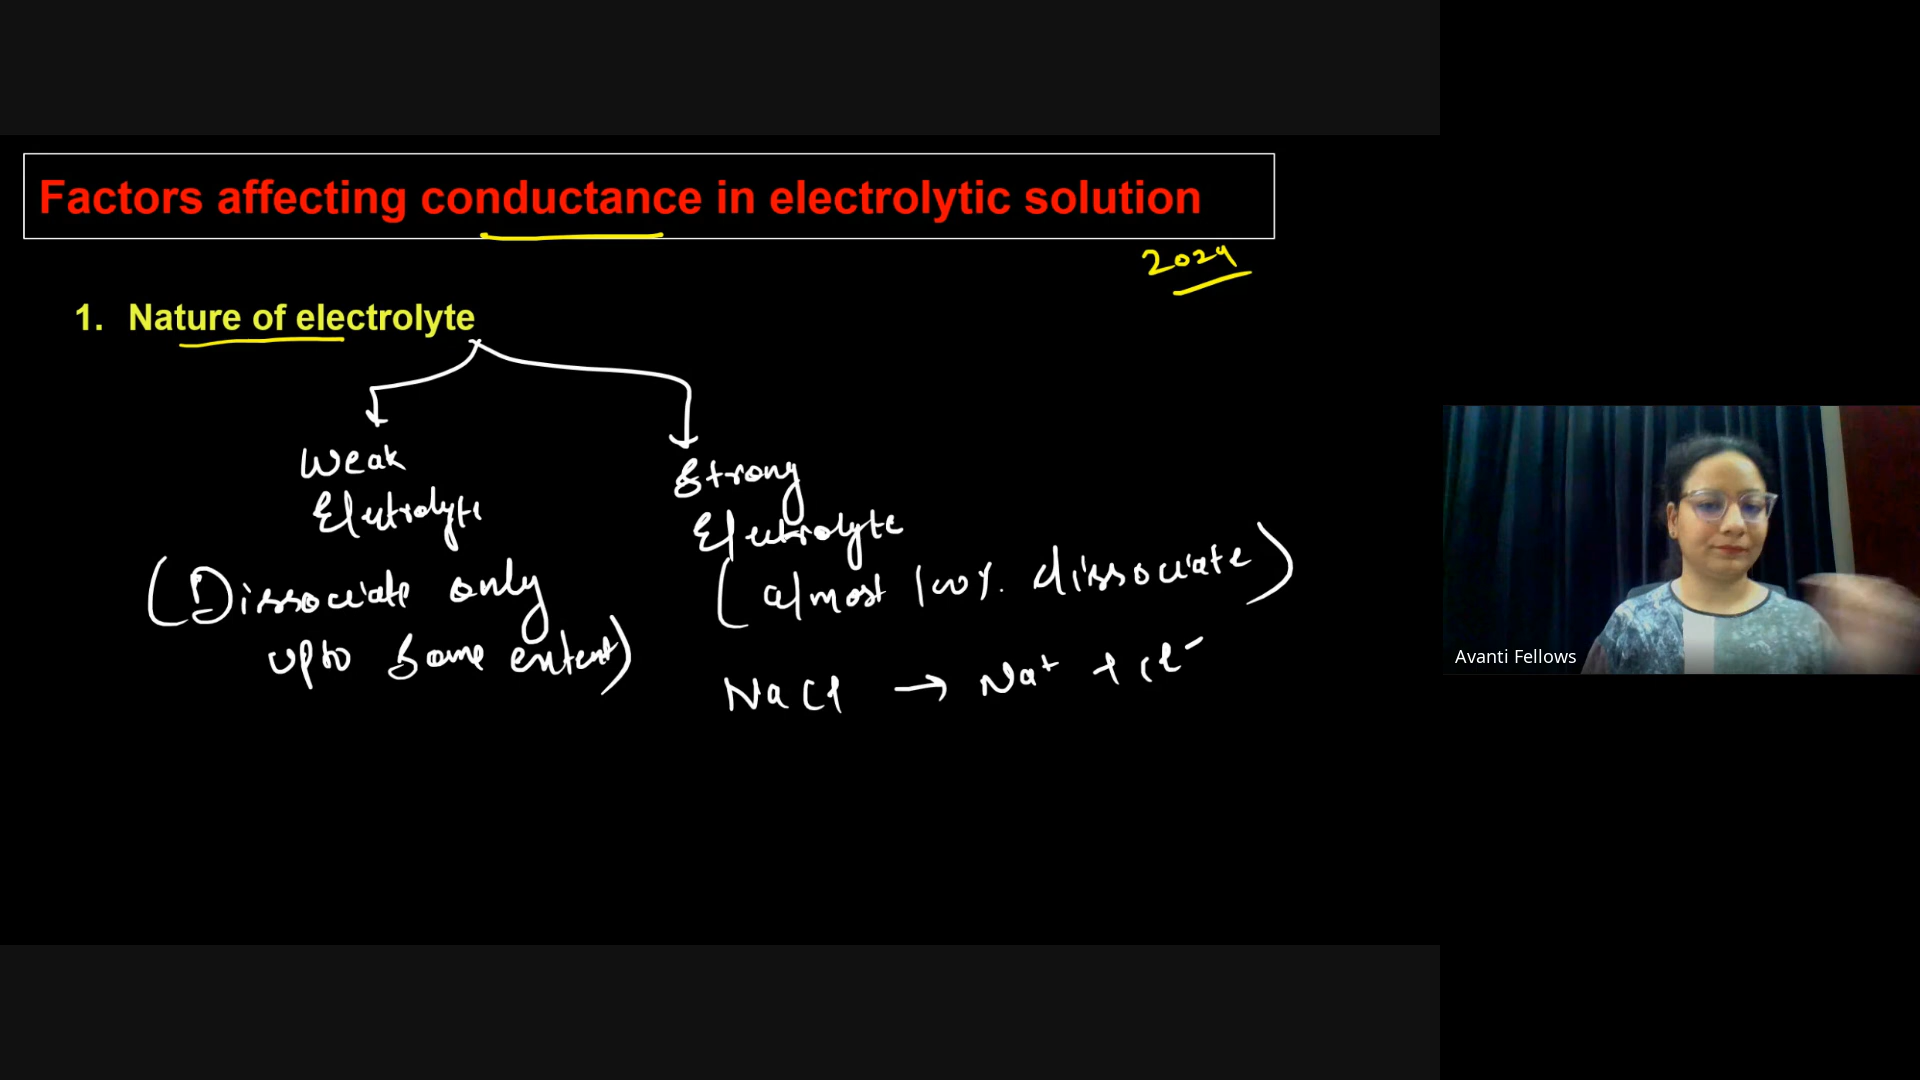 Factors affecting conductance in electrolytic solution
2024
1. Nature of electrolyte
Weak
Electrolyte
(Dissociate only
upto some extent)
Strong
Electrolyte
(almost 100%. dissociate)
NaCl → Na⁺ + Cl⁻
Avanti Fellows